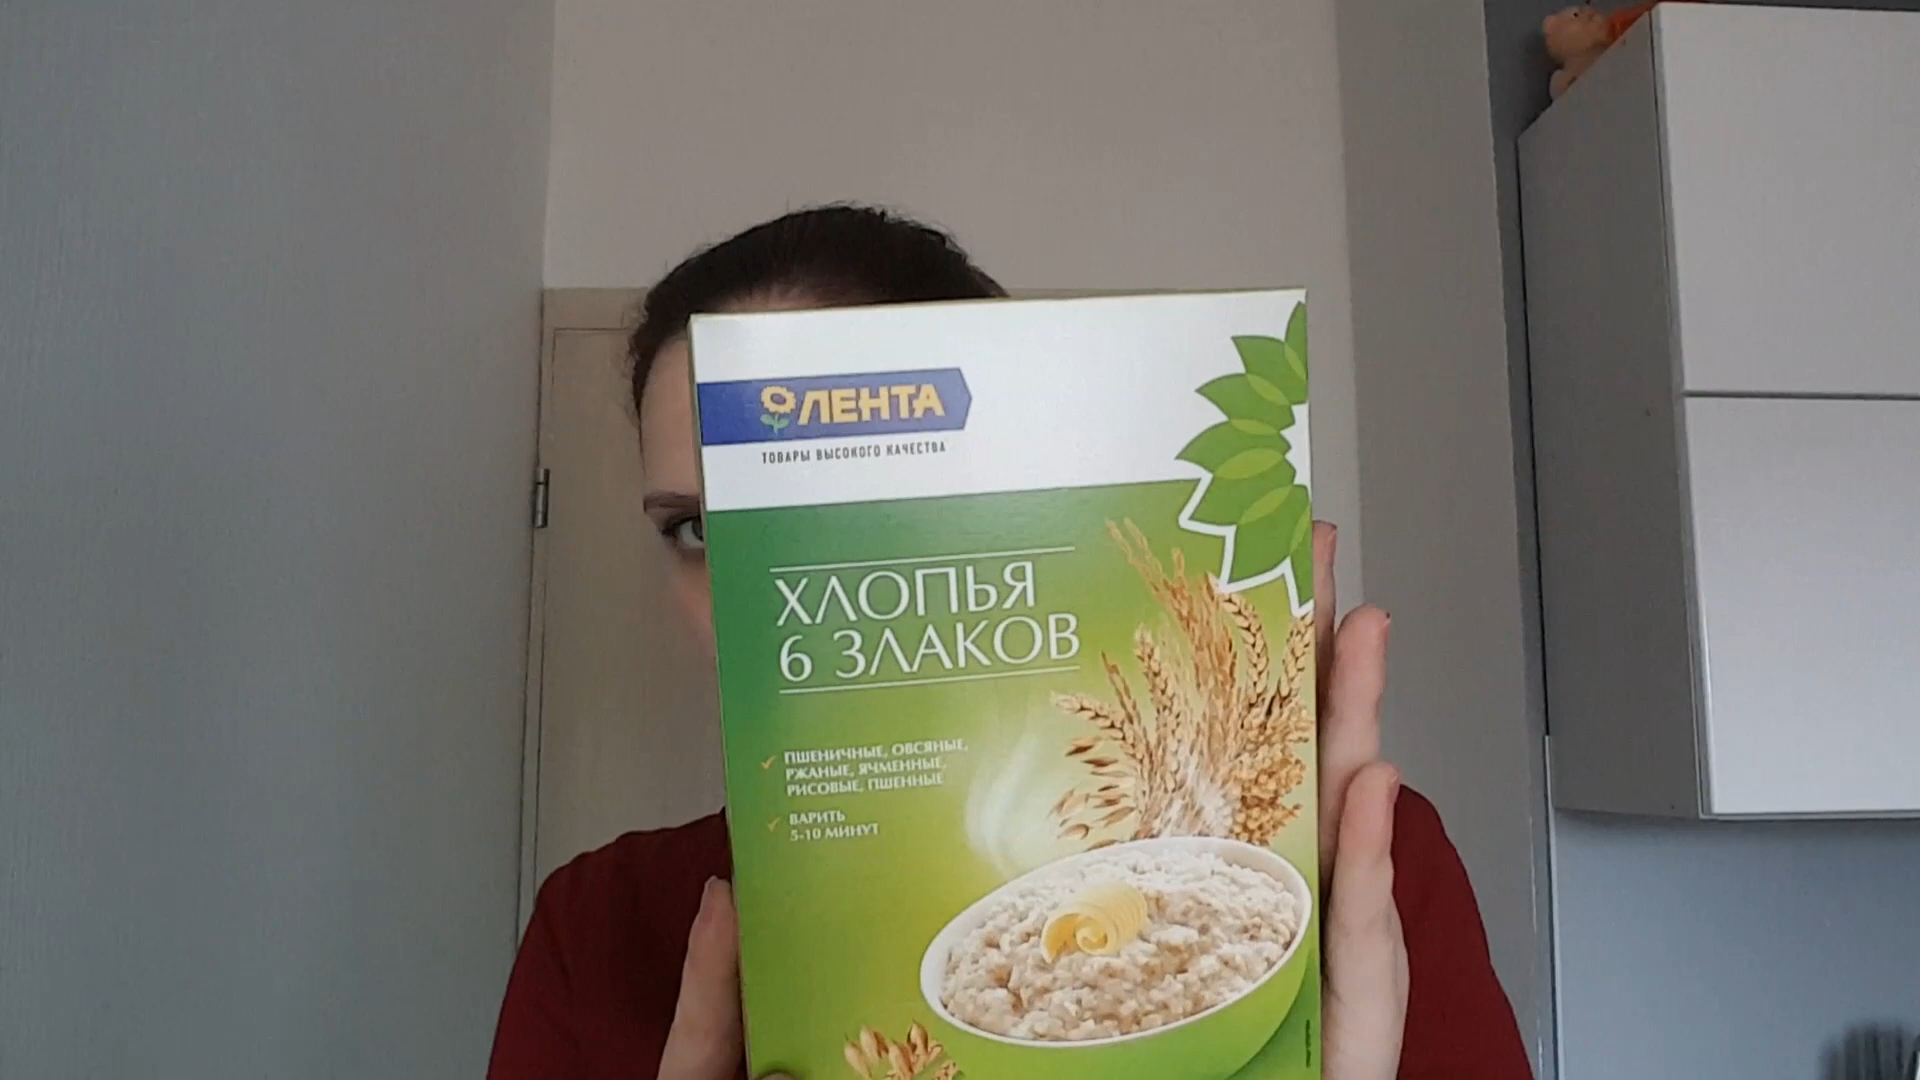 ЛЕНТА
ТОВАРЫ ВЫСОКОГО КАЧЕСТВА
ХЛОПЬЯ
6 ЗЛАКОВ
ПШЕНИЧНЫЕ, ОВСЯНЫЕ,
РЖАНЫЕ, ЯЧМЕННЫЕ,
РИСОВЫЕ, ПШЕННЫЕ
ВАРИТЬ
5-10 МИНУТ